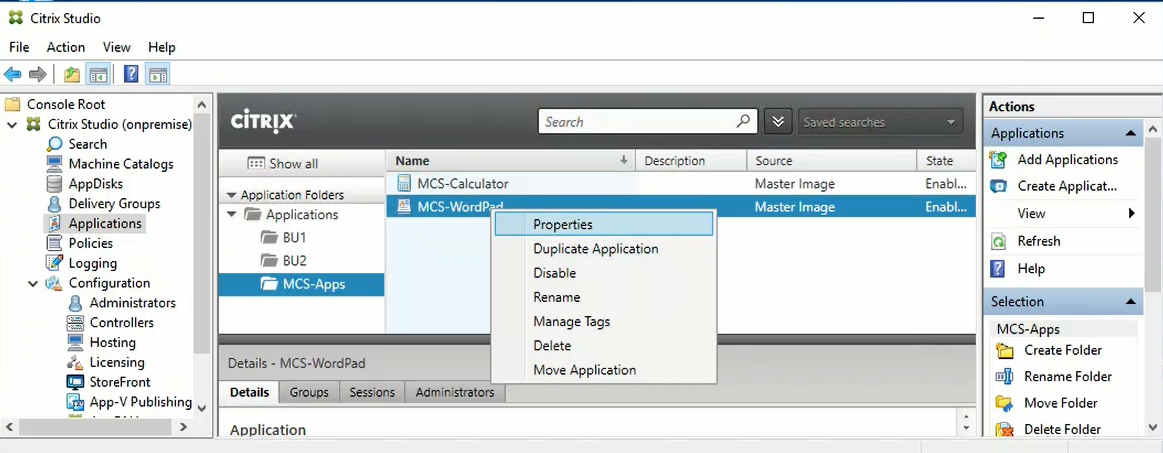 Citrix Studio
File Action View Help
Console Root
Citrix Studio (onpremise)
Search
Machine Catalogs
AppDisks
Delivery Groups
Applications
Policies
Logging
Configuration
Administrators
Controllers
Hosting
Licensing
StoreFront
App-V Publishing
CITRIX
Search
Saved searches
Show all
Application Folders
Applications
BU1
BU2
MCS-Apps
Name Description Source State
MCS-Calculator Master Image Enabl...
MCS-WordPad Master Image Enabl...
Properties
Duplicate Application
Disable
Rename
Manage Tags
Delete
Move Application
Details - MCS-WordPad
Details Groups Sessions Administrators
Application
Actions
Applications
Add Applications
Create Applicat...
View
Refresh
Help
Selection
MCS-Apps
Create Folder
Rename Folder
Move Folder
Delete Folder